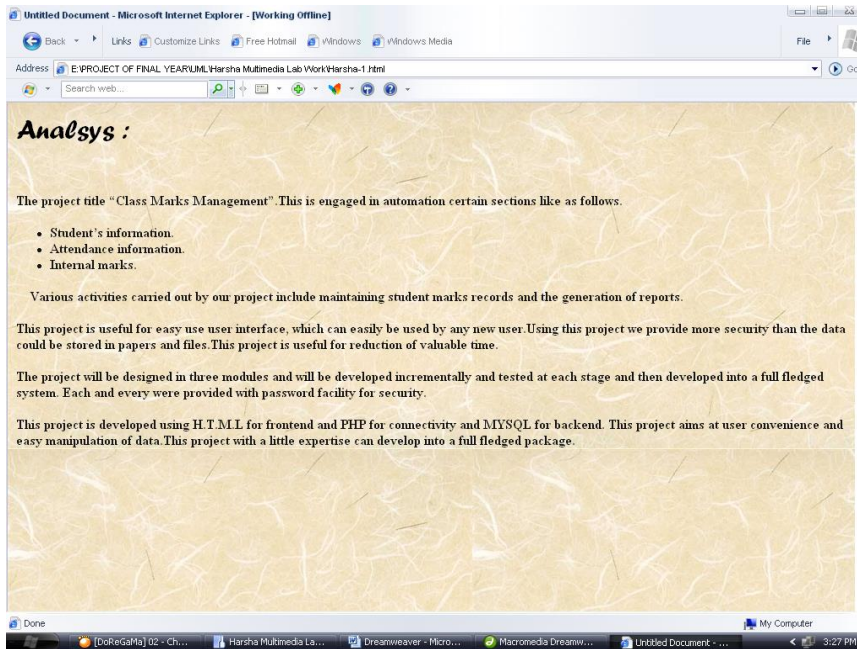 Untitled Document - Microsoft Internet Explorer - [Working Offline]
Back Links Customize Links Free Hotmail Windows Windows Media File
Address E:\PROJECT OF FINAL YEAR\UML\Harsha Multimedia Lab Work\Harsha-1.html Go
Search web...
Analsys :
The project title “Class Marks Management”.This is engaged in automation certain sections like as follows.
• Student’s information.
• Attendance information.
• Internal marks.
Various activities carried out by our project include maintaining student marks records and the generation of reports.
This project is useful for easy use user interface, which can easily be used by any new user.Using this project we provide more security than the data
could be stored in papers and files.This project is useful for reduction of valuable time.
The project will be designed in three modules and will be developed incrementally and tested at each stage and then developed into a full fledged
system. Each and every were provided with password facility for security.
This project is developed using H.T.M.L for frontend and PHP for connectivity and MYSQL for backend. This project aims at user convenience and
easy manipulation of data.This project with a little expertise can develop into a full fledged package.
Done My Computer
[DoReGaMa] 02 - Ch... Harsha Multimedia La... Dreamweaver - Micro... Macromedia Dreamw... Untitled Document - ... 3:27 PM